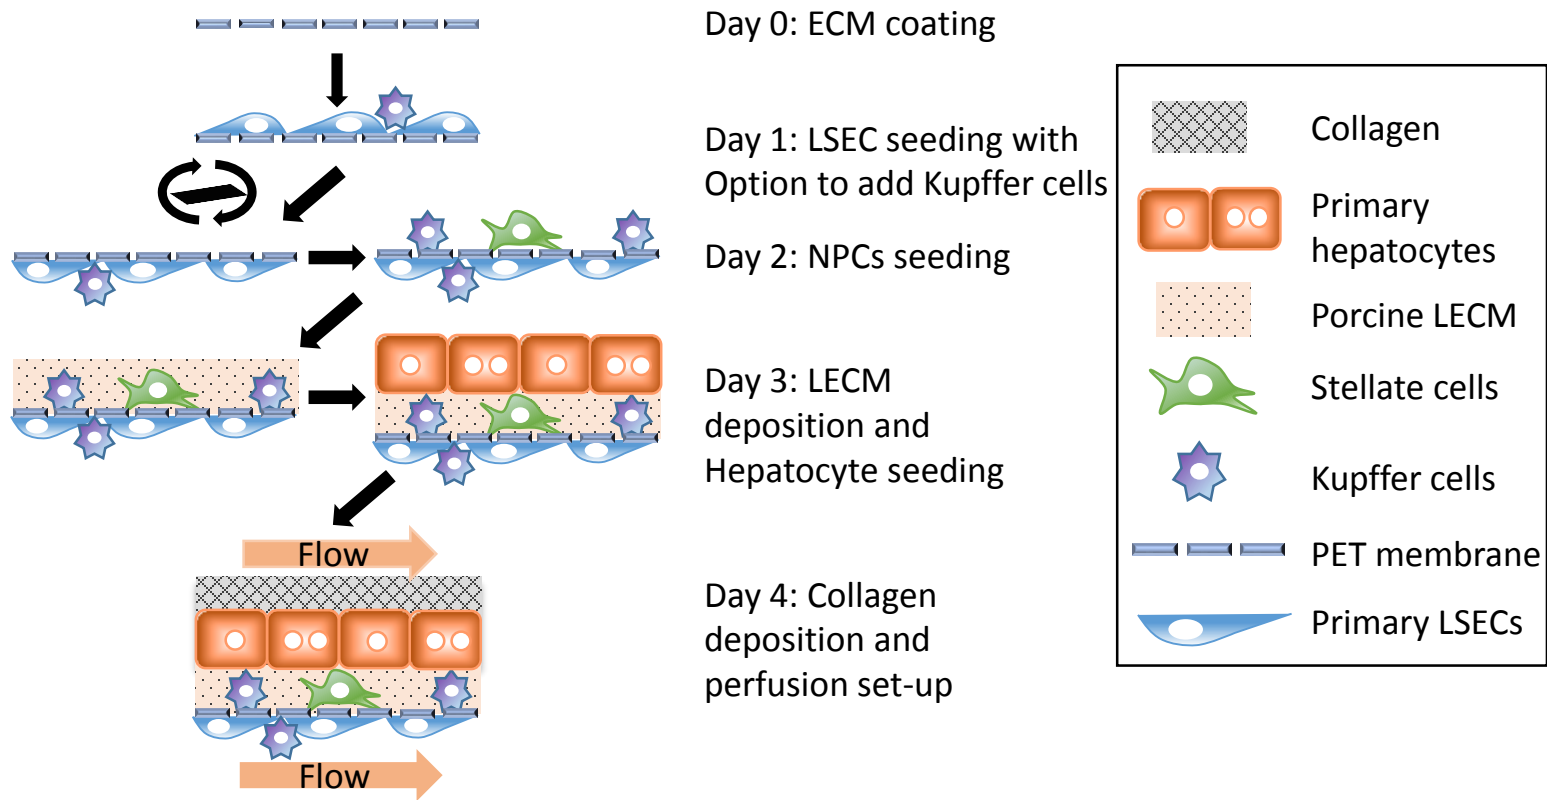 Day 0: ECM coating
Day 1: LSEC seeding with
Option to add Kupffer cells
Day 2: NPCs seeding
Day 3: LECM
deposition and
Hepatocyte seeding
Flow
Day 4: Collagen
deposition and
perfusion set-up
Flow
Collagen
Primary
hepatocytes
Porcine LECM
Stellate cells
Kupffer cells
PET membrane
Primary LSECs